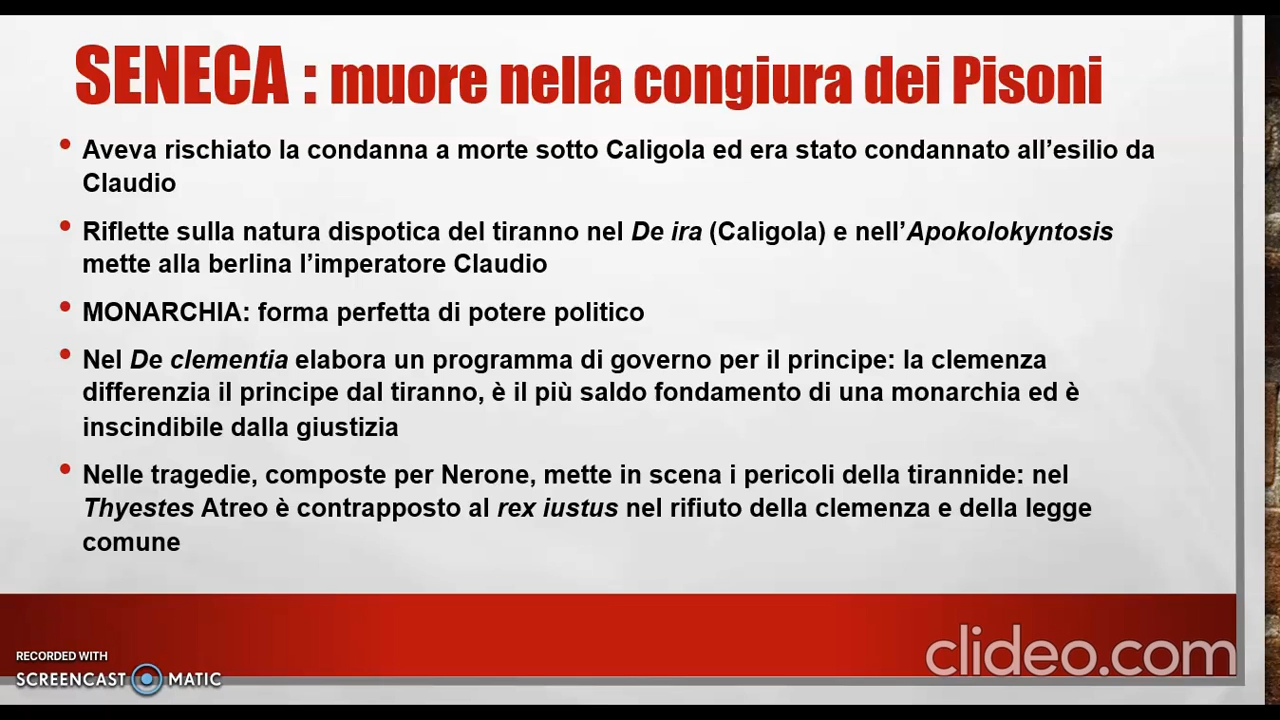 SENECA : muore nella congiura dei Pisoni
• Aveva rischiato la condanna a morte sotto Caligola ed era stato condannato all’esilio da
Claudio
• Riflette sulla natura dispotica del tiranno nel De ira (Caligola) e nell’Apokolokyntosis
mette alla berlina l’imperatore Claudio
• MONARCHIA: forma perfetta di potere politico
• Nel De clementia elabora un programma di governo per il principe: la clemenza
differenzia il principe dal tiranno, è il più saldo fondamento di una monarchia ed è
inscindibile dalla giustizia
• Nelle tragedie, composte per Nerone, mette in scena i pericoli della tirannide: nel
Thyestes Atreo è contrapposto al rex iustus nel rifiuto della clemenza e della legge
comune
RECORDED WITH
SCREENCAST MATIC
clideo.com